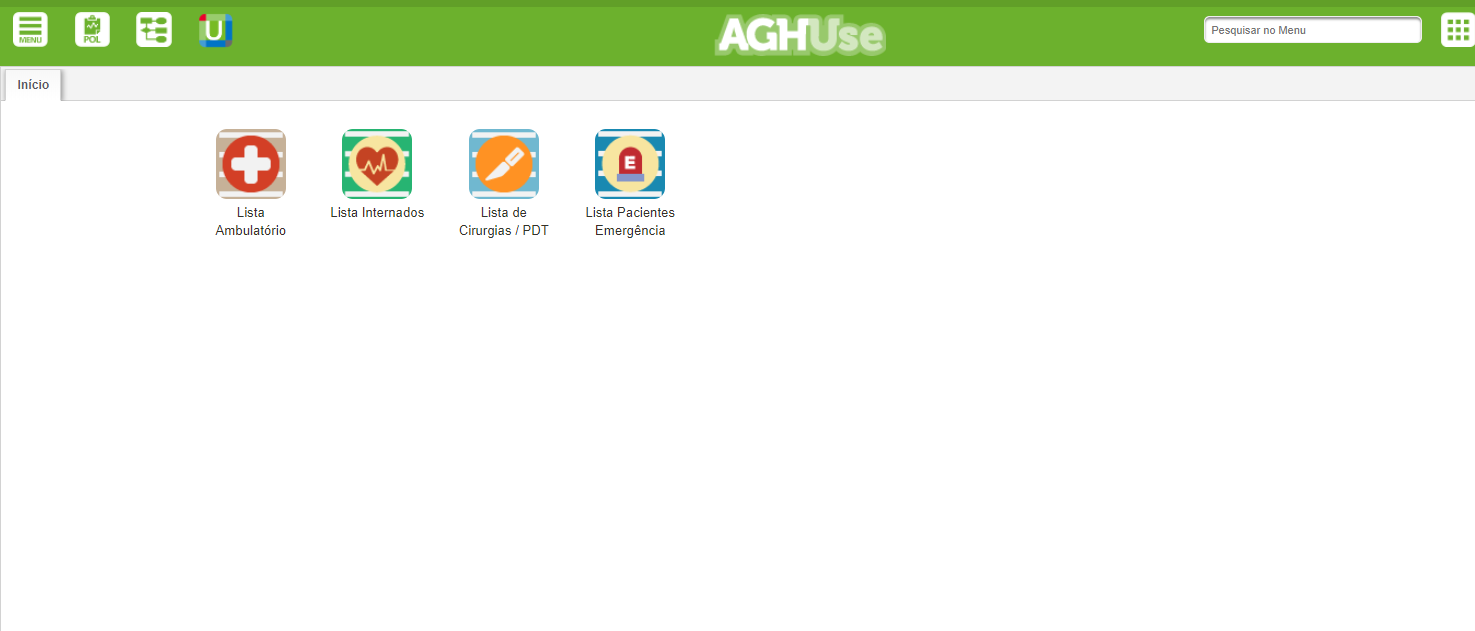 MENU
POL
U
AGHUse
Pesquisar no Menu
Início
E
Lista
Ambulatório
Lista Internados
Lista de
Cirurgias / PDT
Lista Pacientes
Emergência